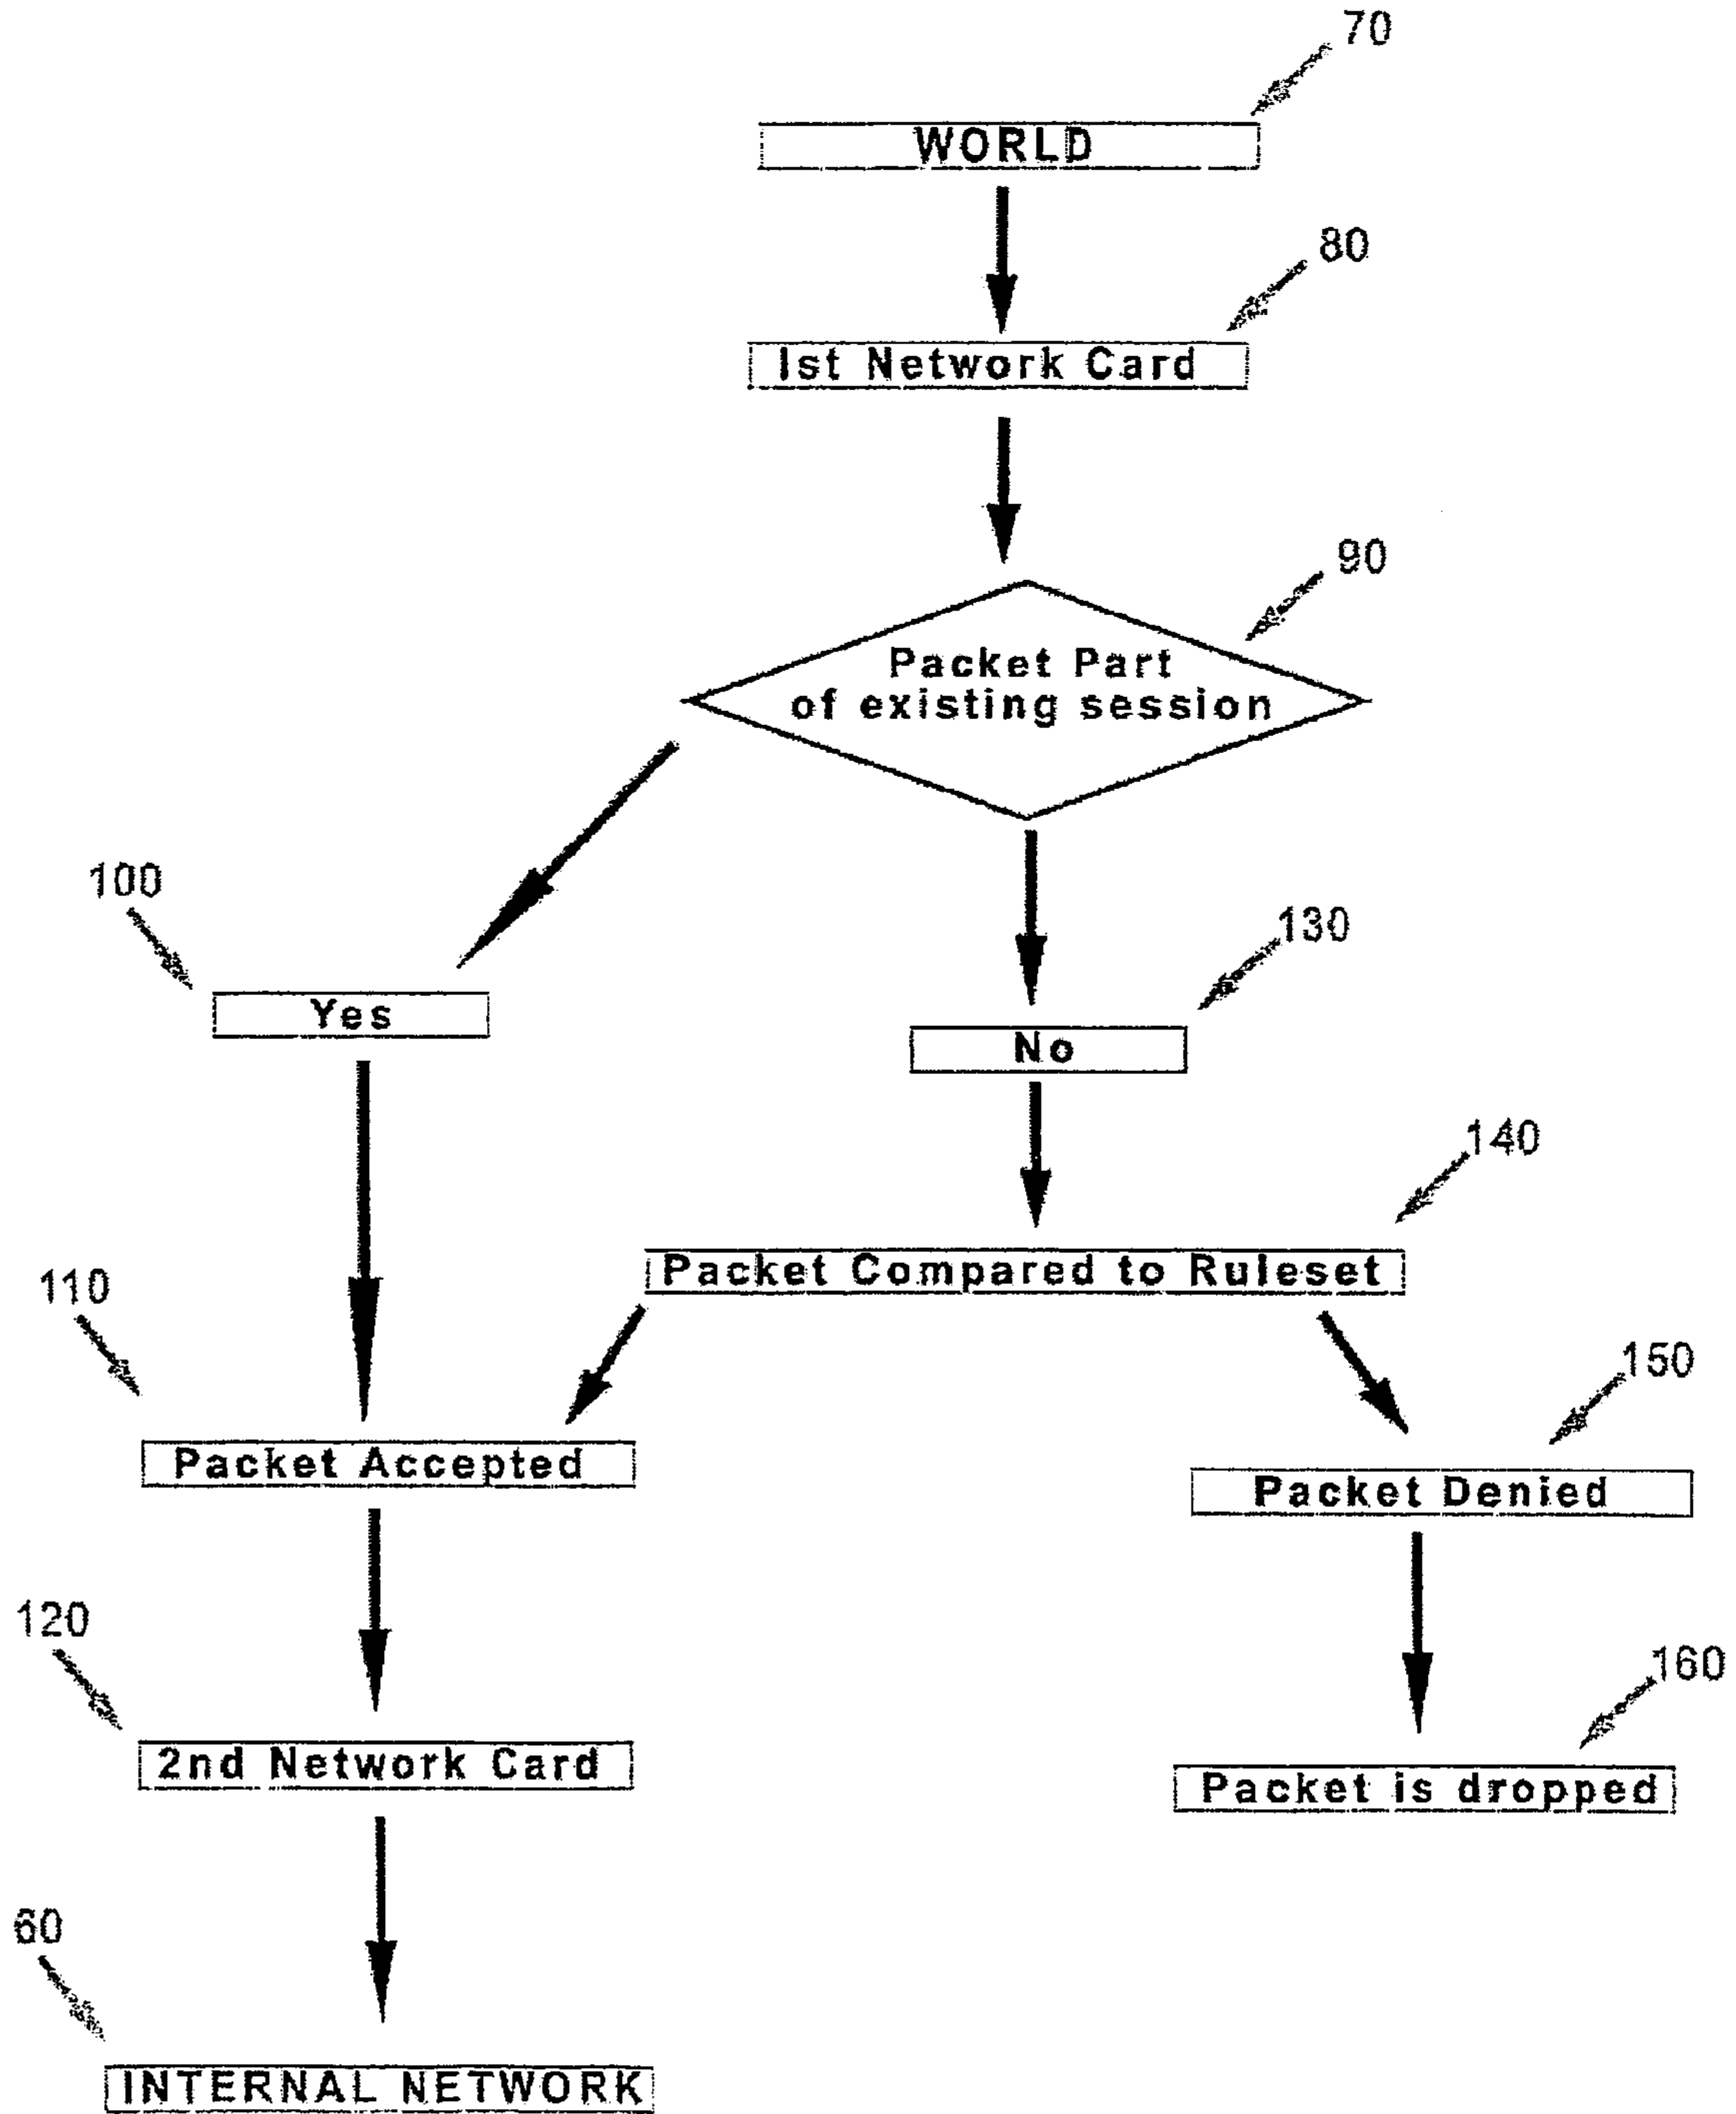 70
WORLD
80
Ist Network Card
90
Packet Part
of existing session
100
130
Yes
No
140
Packet Compared to Ruleset
110
150
Packet Accepted
Packet Denied
120
160
2nd Network Card
Packet is dropped
60
INTERNAL NETWORK